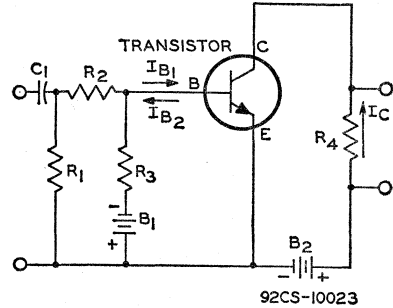 TRANSISTOR
C
C1
R2
IB1
B
IB2
E
IC
R4
R1
R3
-
B1
+
B2
- +
92CS-10023